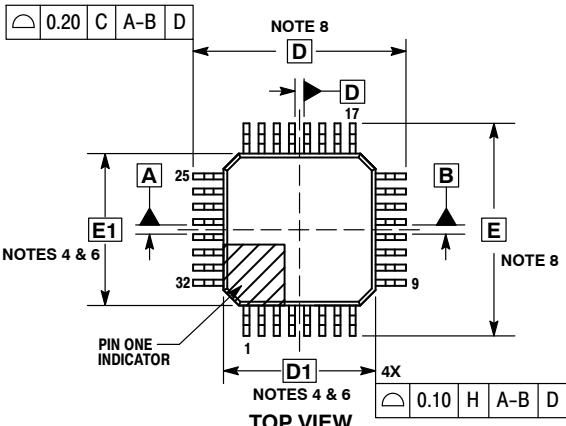 ⌓ 0.20 C A-B D
NOTE 8
D
D
17
A
25
B
E1
E
NOTES 4 & 6
NOTE 8
32
9
PIN ONE
INDICATOR
1
D1
4X
NOTES 4 & 6
⌓ 0.10 H A-B D
TOP VIEW